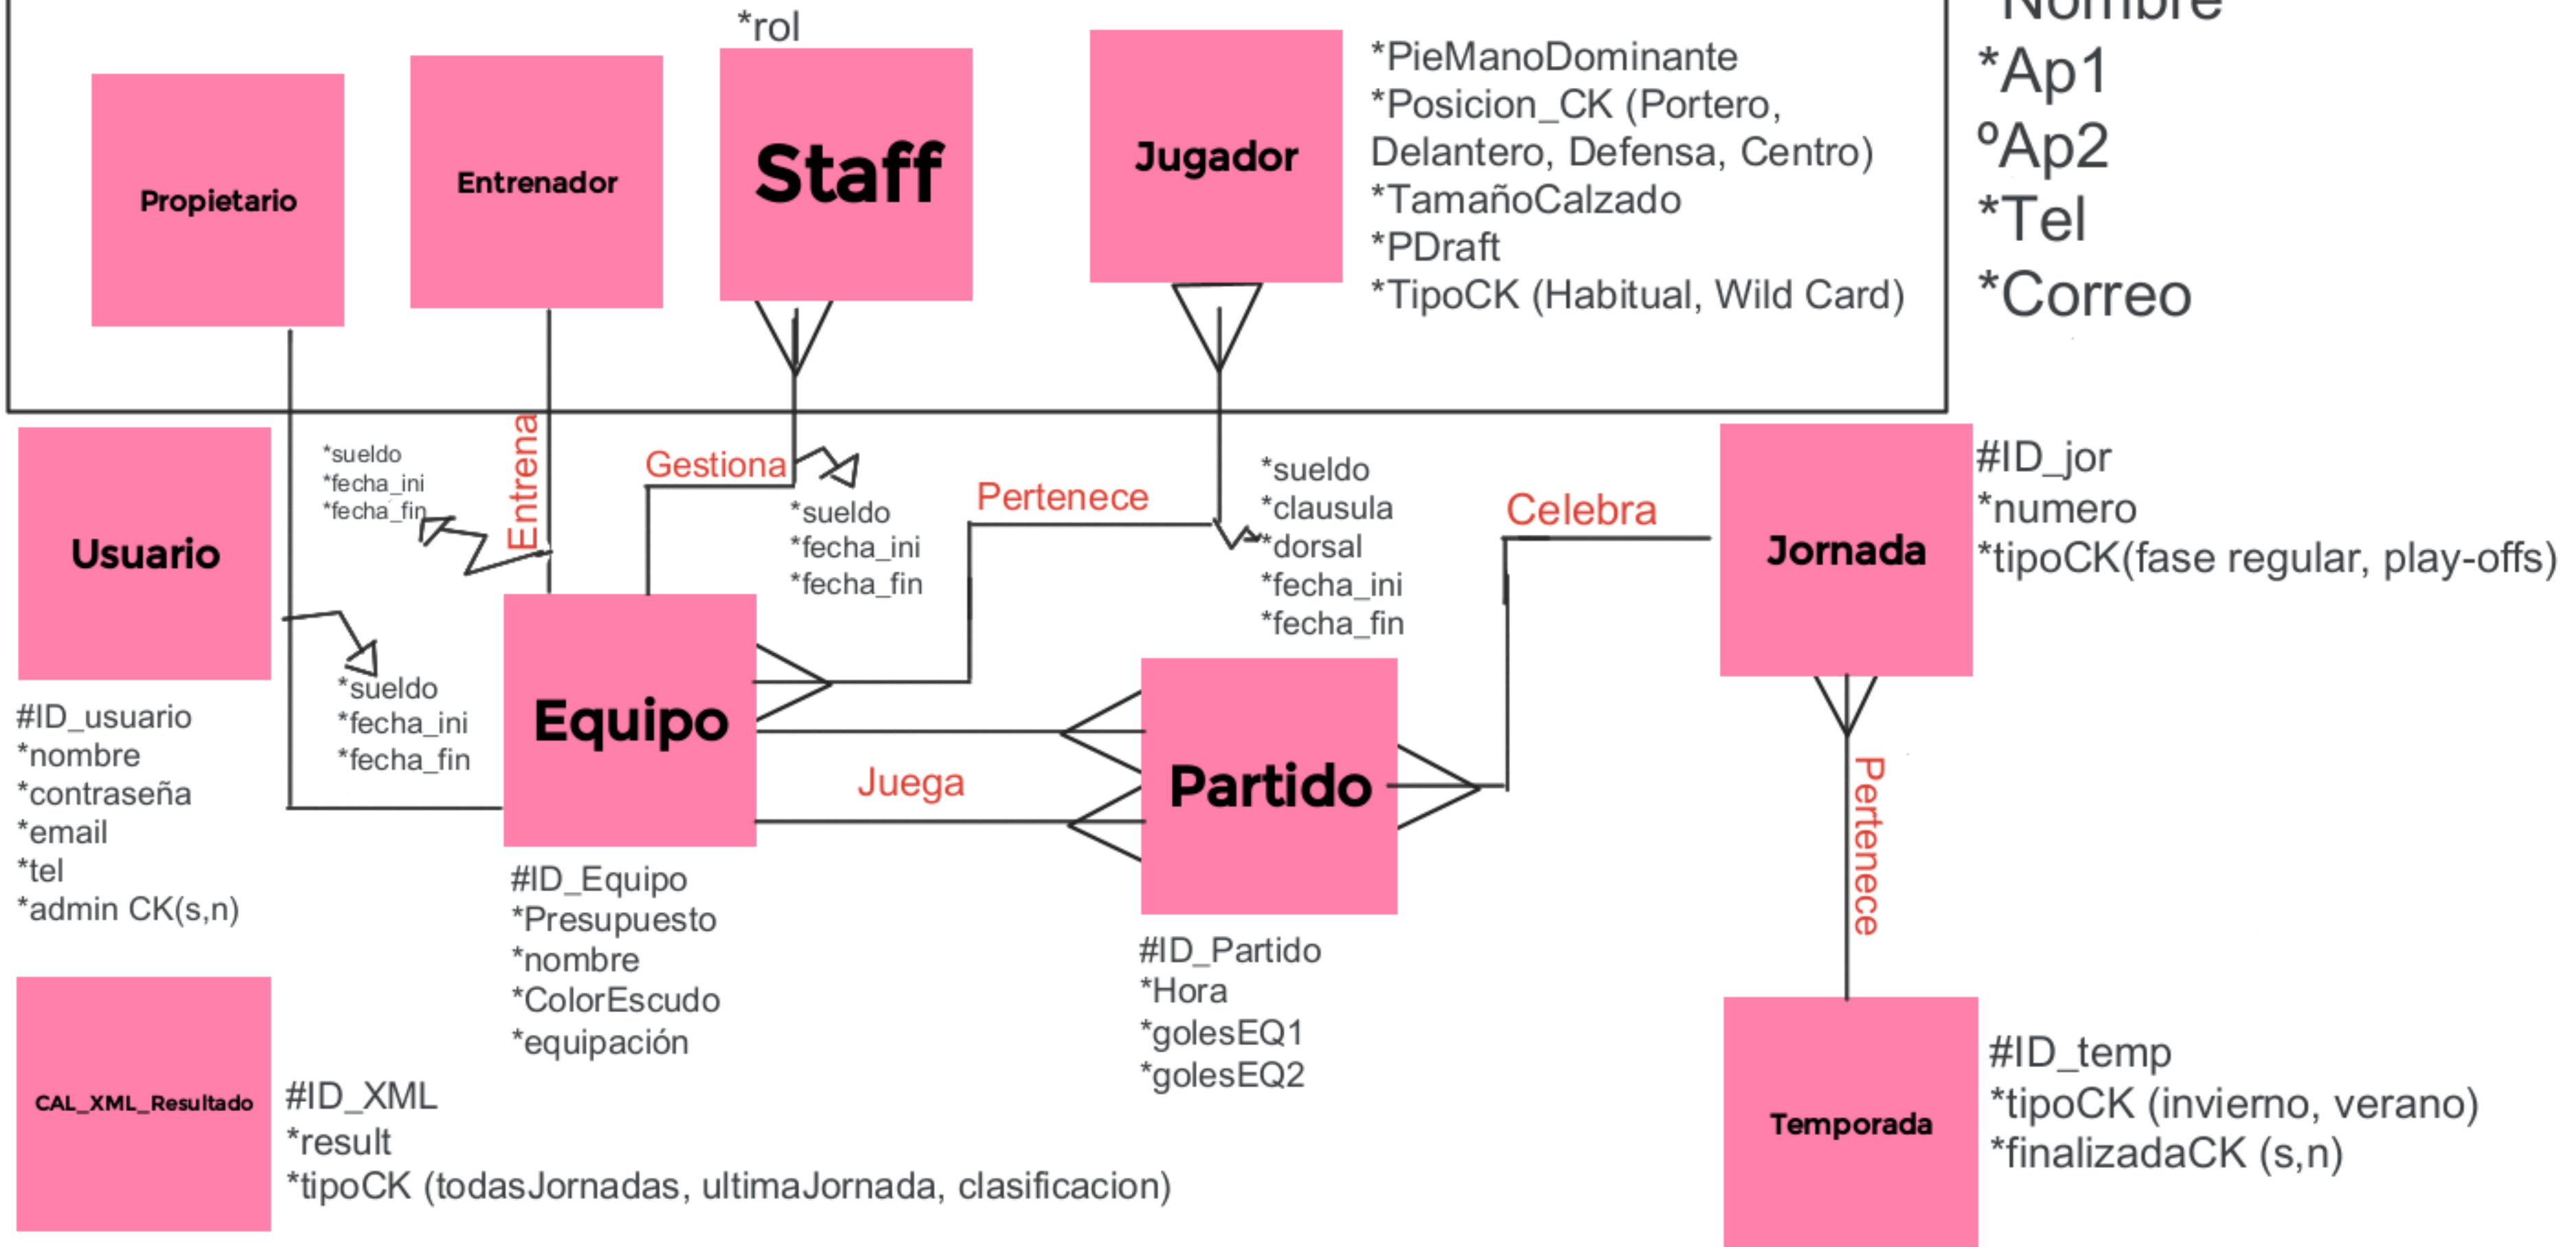 *rol
*Nombre
*Ap1
ºAp2
*Tel
*Correo
Propietario
Entrenador
Staff
Jugador
*PieManoDominante
*Posicion_CK (Portero,
Delantero, Defensa, Centro)
*TamañoCalzado
*PDraft
*TipoCK (Habitual, Wild Card)
Usuario
#ID_usuario
*nombre
*contraseña
*email
*tel
*admin CK(s,n)
*sueldo
*fecha_ini
*fecha_fin
Entrena
*sueldo
*fecha_ini
*fecha_fin
Gestiona
*sueldo
*fecha_ini
*fecha_fin
Pertenece
*sueldo
*clausula
*dorsal
*fecha_ini
*fecha_fin
Celebra
Jornada
#ID_jor
*numero
*tipoCK(fase regular, play-offs)
Equipo
#ID_Equipo
*Presupuesto
*nombre
*ColorEscudo
*equipación
Juega
Partido
#ID_Partido
*Hora
*golesEQ1
*golesEQ2
Pertenece
Temporada
#ID_temp
*tipoCK (invierno, verano)
*finalizadaCK (s,n)
CAL_XML_Resultado
#ID_XML
*result
*tipoCK (todasJornadas, ultimaJornada, clasificacion)